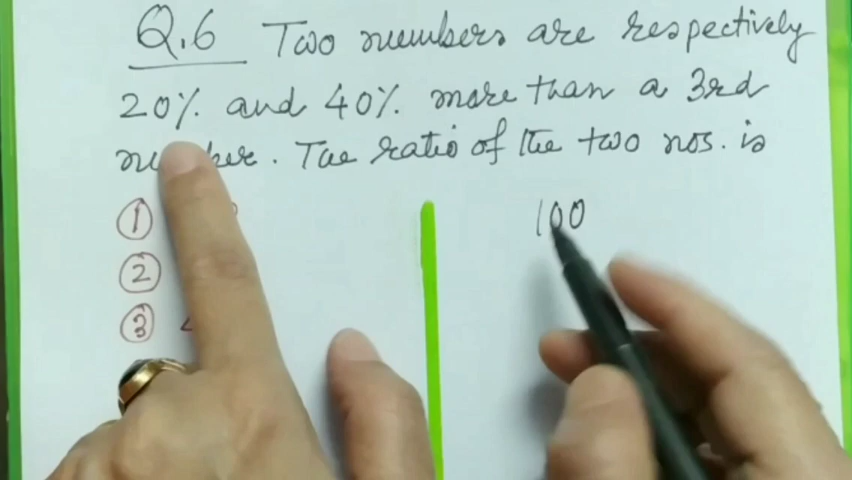 Q.6 Two numbers are respectively
20% and 40% more than a 3rd
. The ratio of the two nos. is
① 
② 100
③